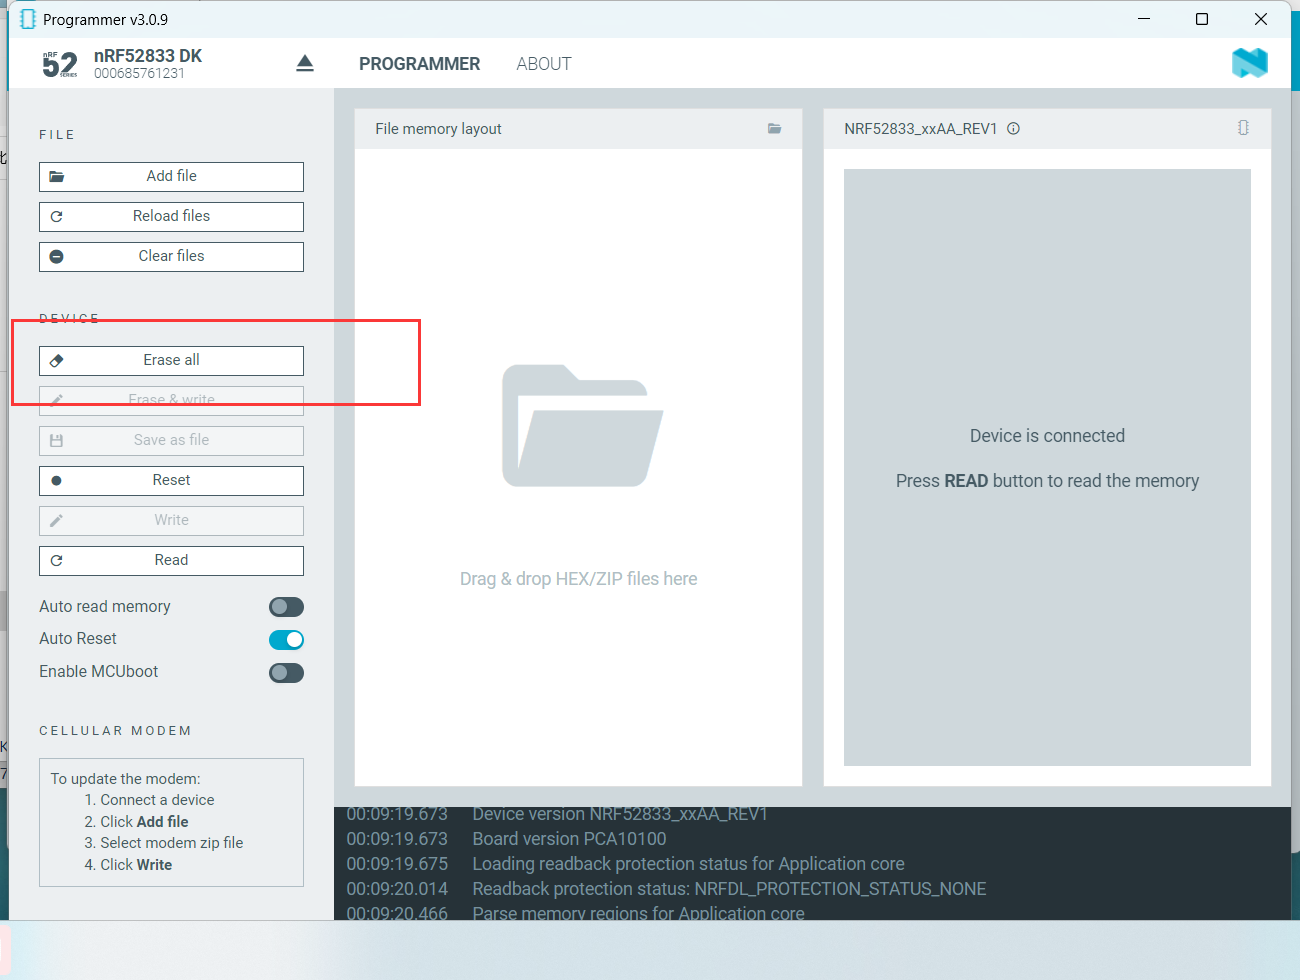 Programmer v3.0.9
nRF
52
SERIES
nRF52833 DK
000685761231
PROGRAMMER
ABOUT
FILE
Add file
Reload files
Clear files
DEVICE
Erase all
Erase & write
Save as file
Reset
Write
Read
Auto read memory
Auto Reset
Enable MCUboot
CELLULAR MODEM
To update the modem:
1. Connect a device
2. Click Add file
3. Select modem zip file
4. Click Write
File memory layout
Drag & drop HEX/ZIP files here
NRF52833_xxAA_REV1
Device is connected
Press READ button to read the memory
00:09:19.673 Device version NRF52833_xxAA_REV1
00:09:19.673 Board version PCA10100
00:09:19.675 Loading readback protection status for Application core
00:09:20.014 Readback protection status: NRFDL_PROTECTION_STATUS_NONE
00:09:20.466 Parse memory regions for Application core